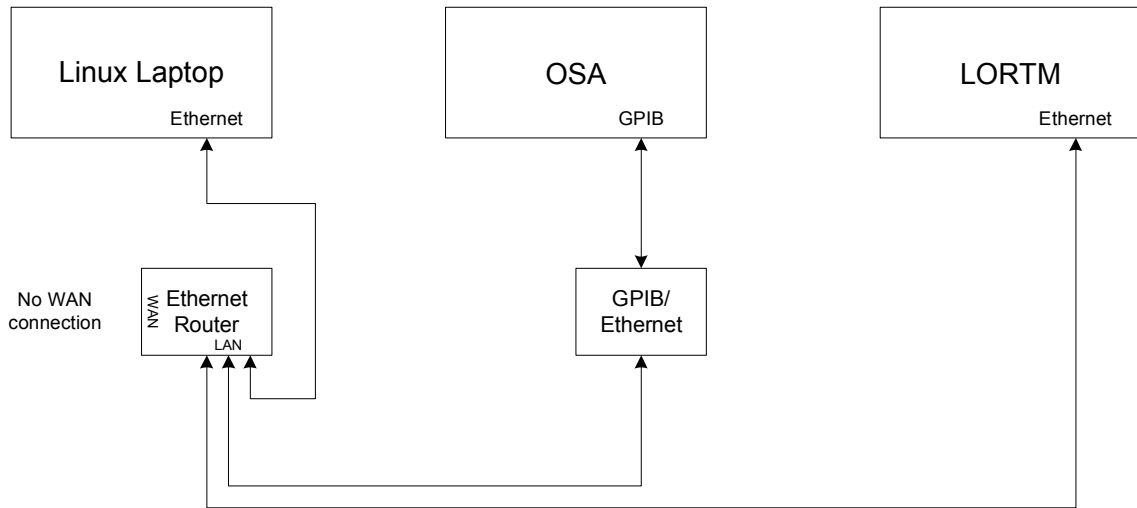 Linux Laptop
Ethernet
OSA
GPIB
LORTM
Ethernet
No WAN
connection
WAN
Ethernet
Router
LAN
GPIB/
Ethernet